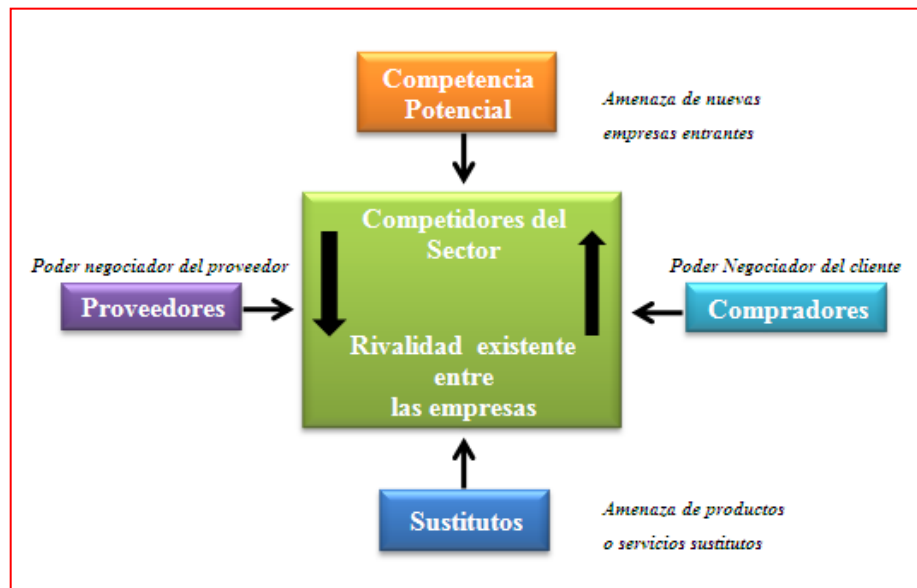 Competencia
Potencial
Amenaza de nuevas
empresas entrantes
Competidores del
Sector
Poder negociador del proveedor
Proveedores
Poder Negociador del cliente
Compradores
Rivalidad existente
entre
las empresas
Sustitutos
Amenaza de productos
o servicios sustitutos